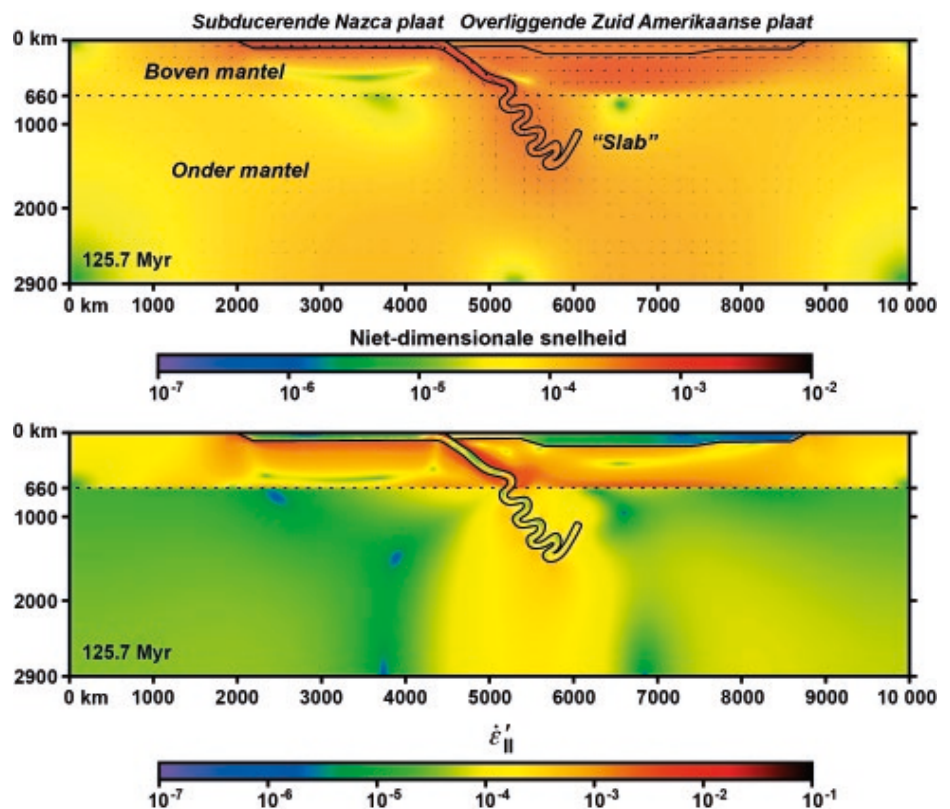 Subducerende Nazca plaat Overliggende Zuid Amerikaanse plaat
0 km
Boven mantel
660
1000
"Slab"
Onder mantel
2000
125.7 Myr
2900
0 km 1000 2000 3000 4000 5000 6000 7000 8000 9000 10 000
Niet-dimensionale snelheid
10⁻⁷ 10⁻⁶ 10⁻⁵ 10⁻⁴ 10⁻³ 10⁻²
0 km
660
1000
2000
125.7 Myr
2900
0 km 1000 2000 3000 4000 5000 6000 7000 8000 9000 10 000
ε̇′II
10⁻⁷ 10⁻⁶ 10⁻⁵ 10⁻⁴ 10⁻³ 10⁻² 10⁻¹